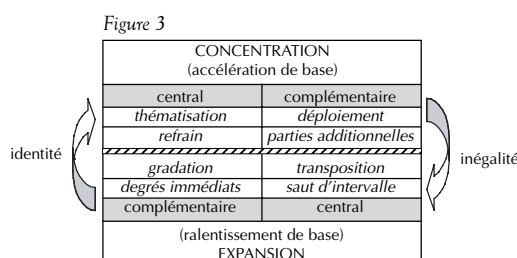 Figure 3
CONCENTRATION
(accélération de base)
central complémentaire
thématisation déploiement
refrain parties additionnelles
identité inégalité
gradation transposition
degrés immédiats saut d'intervalle
complémentaire central
(ralentissement de base)
EXPANSION